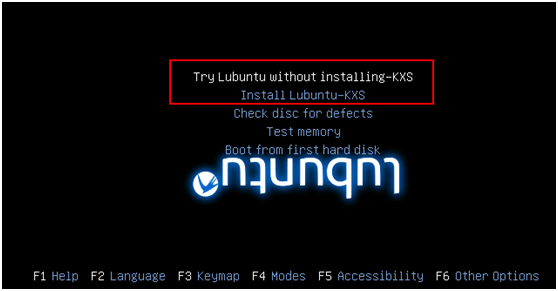 Try Lubuntu without installing-KXS
Install Lubuntu-KXS
Check disc for defects
Test memory
Boot from first hard disk
lubuntu
F1 Help F2 Language F3 Keymap F4 Modes F5 Accessibility F6 Other Options